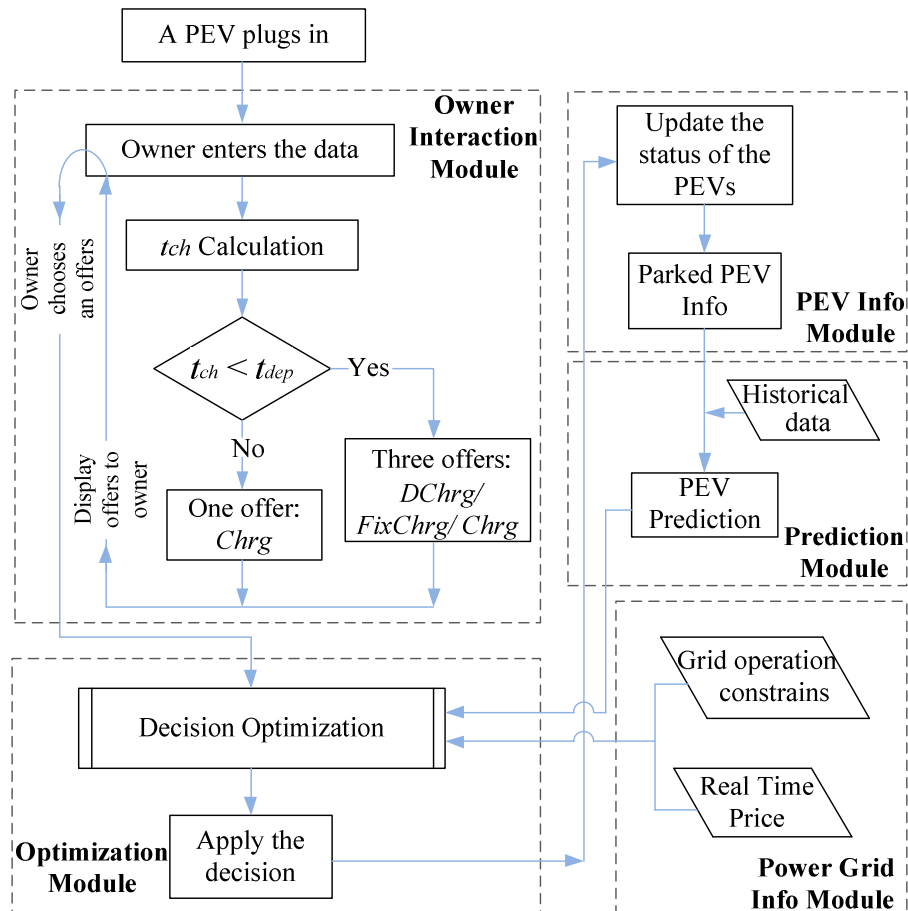 A PEV plugs in
Owner
Interaction
Module
Owner enters the data
tch Calculation
tch < tdep
Yes
No
One offer:
Chrg
Three offers:
DChrg/
FixChrg/ Chrg
Owner
chooses
an offers
Display
offers to
owner
Update the
status of the
PEVs
Parked PEV
Info
PEV Info
Module
Historical
data
PEV
Prediction
Prediction
Module
Grid operation
constrains
Real Time
Price
Power Grid
Info Module
Decision Optimization
Apply the
decision
Optimization
Module